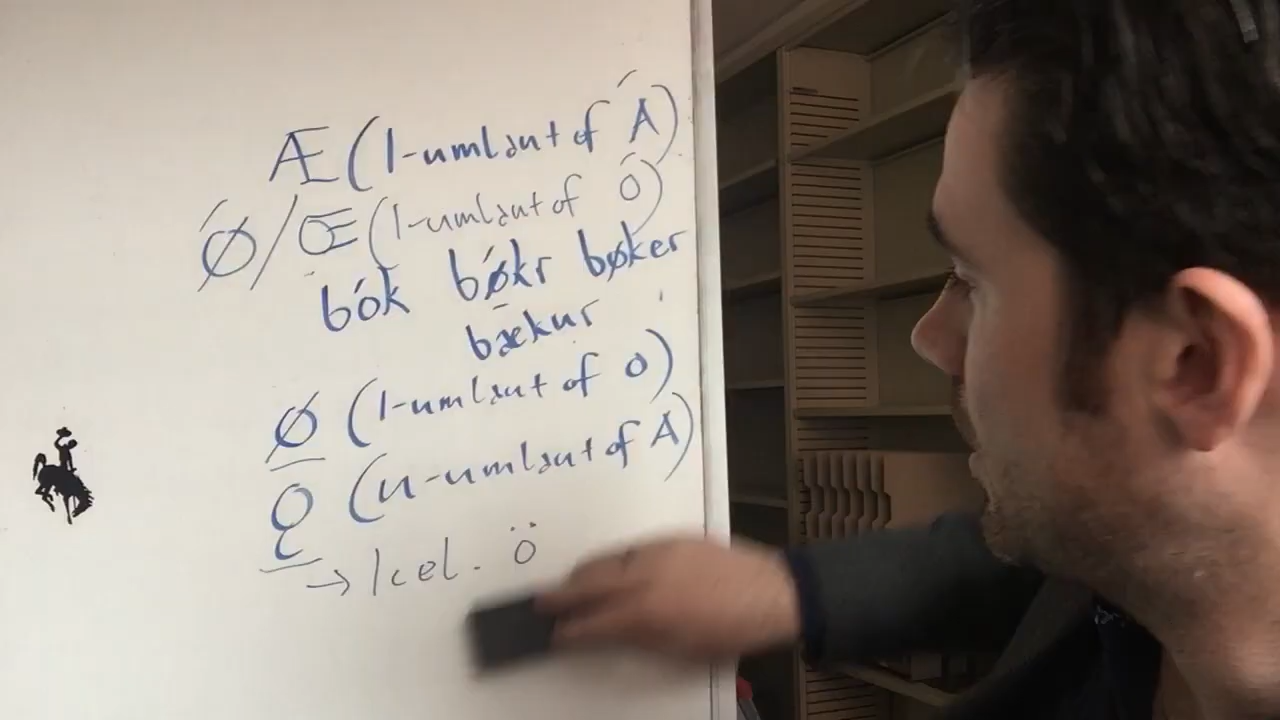 Æ (I-umlaut of Á)
Ǿ/Œ (I-umlaut of Ó)
bók bǿkr bøker
bækur
Ø (I-umlaut of O)
Ǫ (u-umlaut of A)
→ Icel. ö